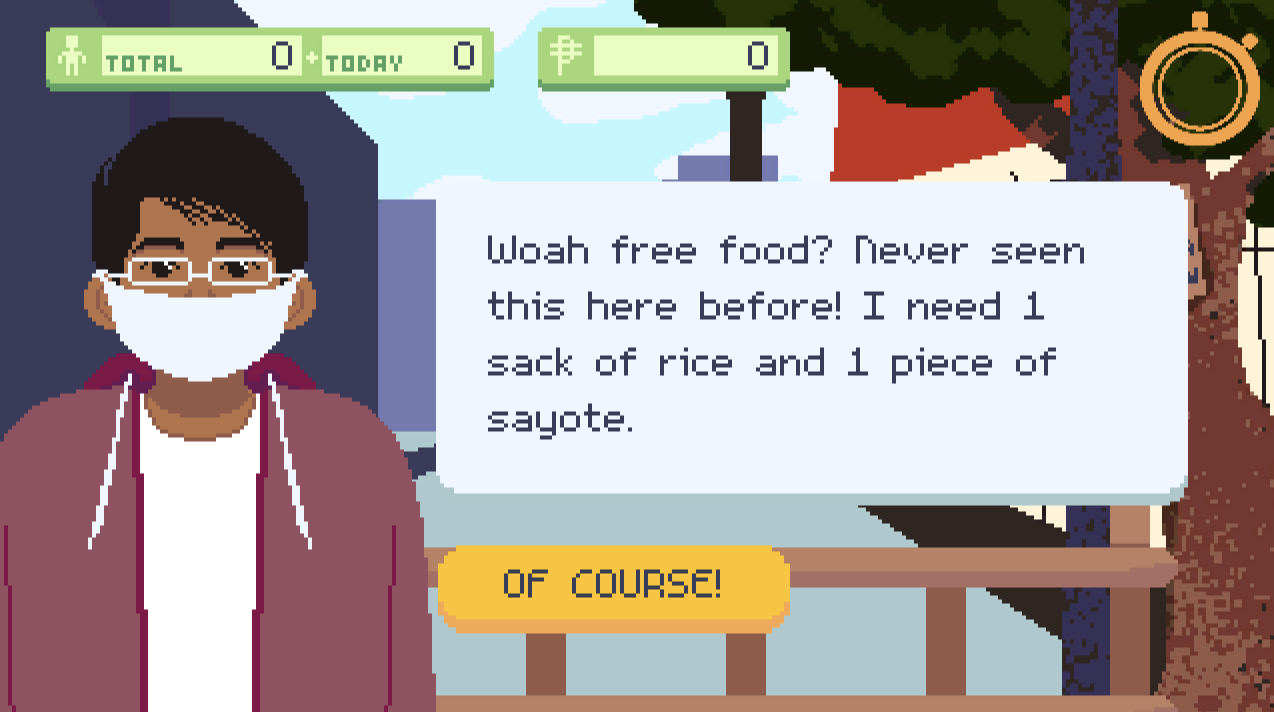 TOTAL 0 + TODAY 0 0
Woah free food? Never seen
this here before! I need 1
sack of rice and 1 piece of
sayote.
OF COURSE!